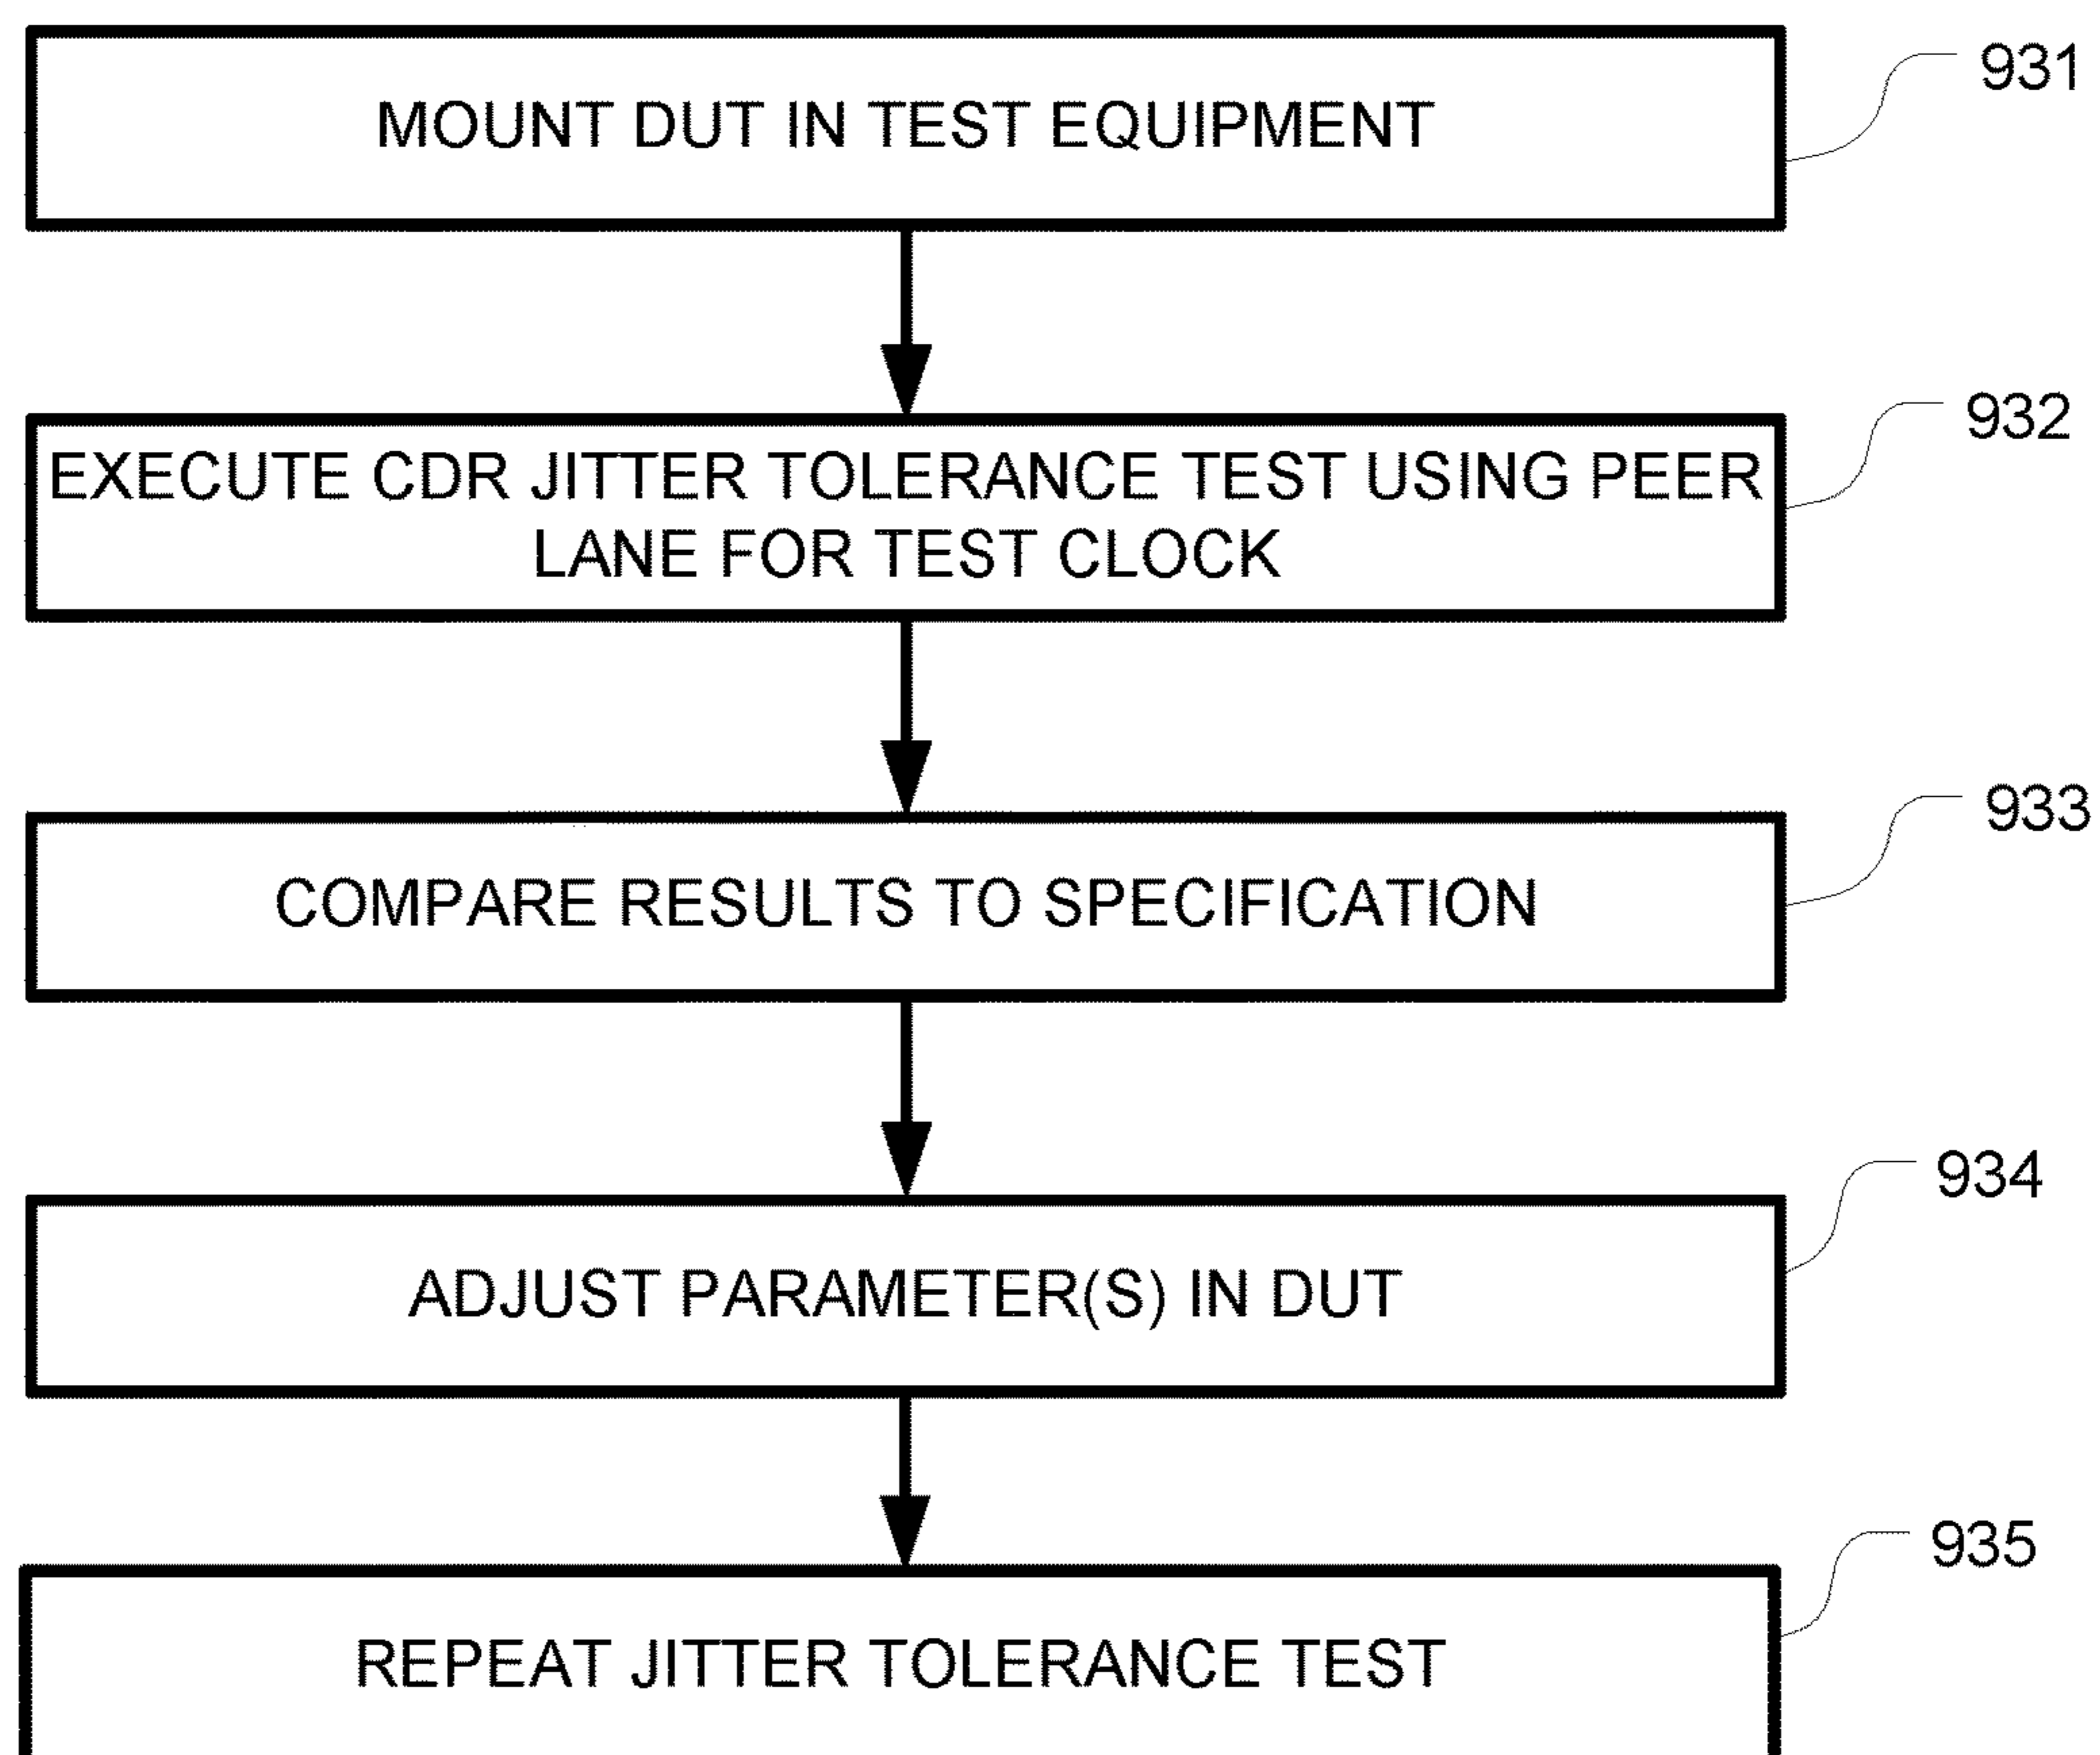 MOUNT DUT IN TEST EQUIPMENT
931
EXECUTE CDR JITTER TOLERANCE TEST USING PEER
LANE FOR TEST CLOCK
932
COMPARE RESULTS TO SPECIFICATION
933
ADJUST PARAMETER(S) IN DUT
934
REPEAT JITTER TOLERANCE TEST
935